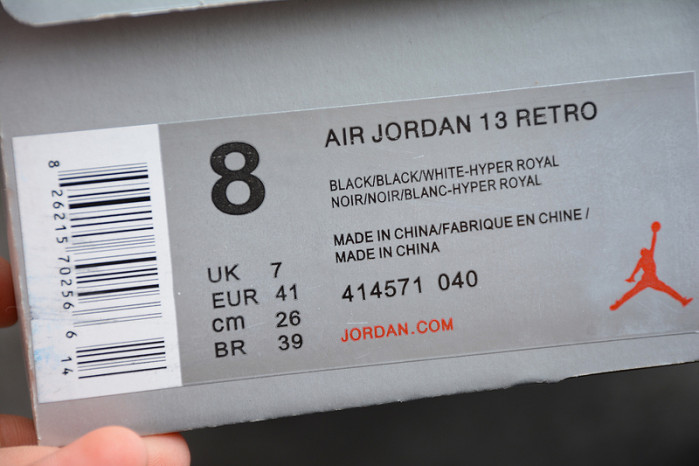 8 26215 70256 6 14
8
AIR JORDAN 13 RETRO
BLACK/BLACK/WHITE-HYPER ROYAL
NOIR/NOIR/BLANC-HYPER ROYAL
MADE IN CHINA/FABRIQUE EN CHINE /
MADE IN CHINA
UK 7
EUR 41
cm 26
BR 39
414571 040
JORDAN.COM